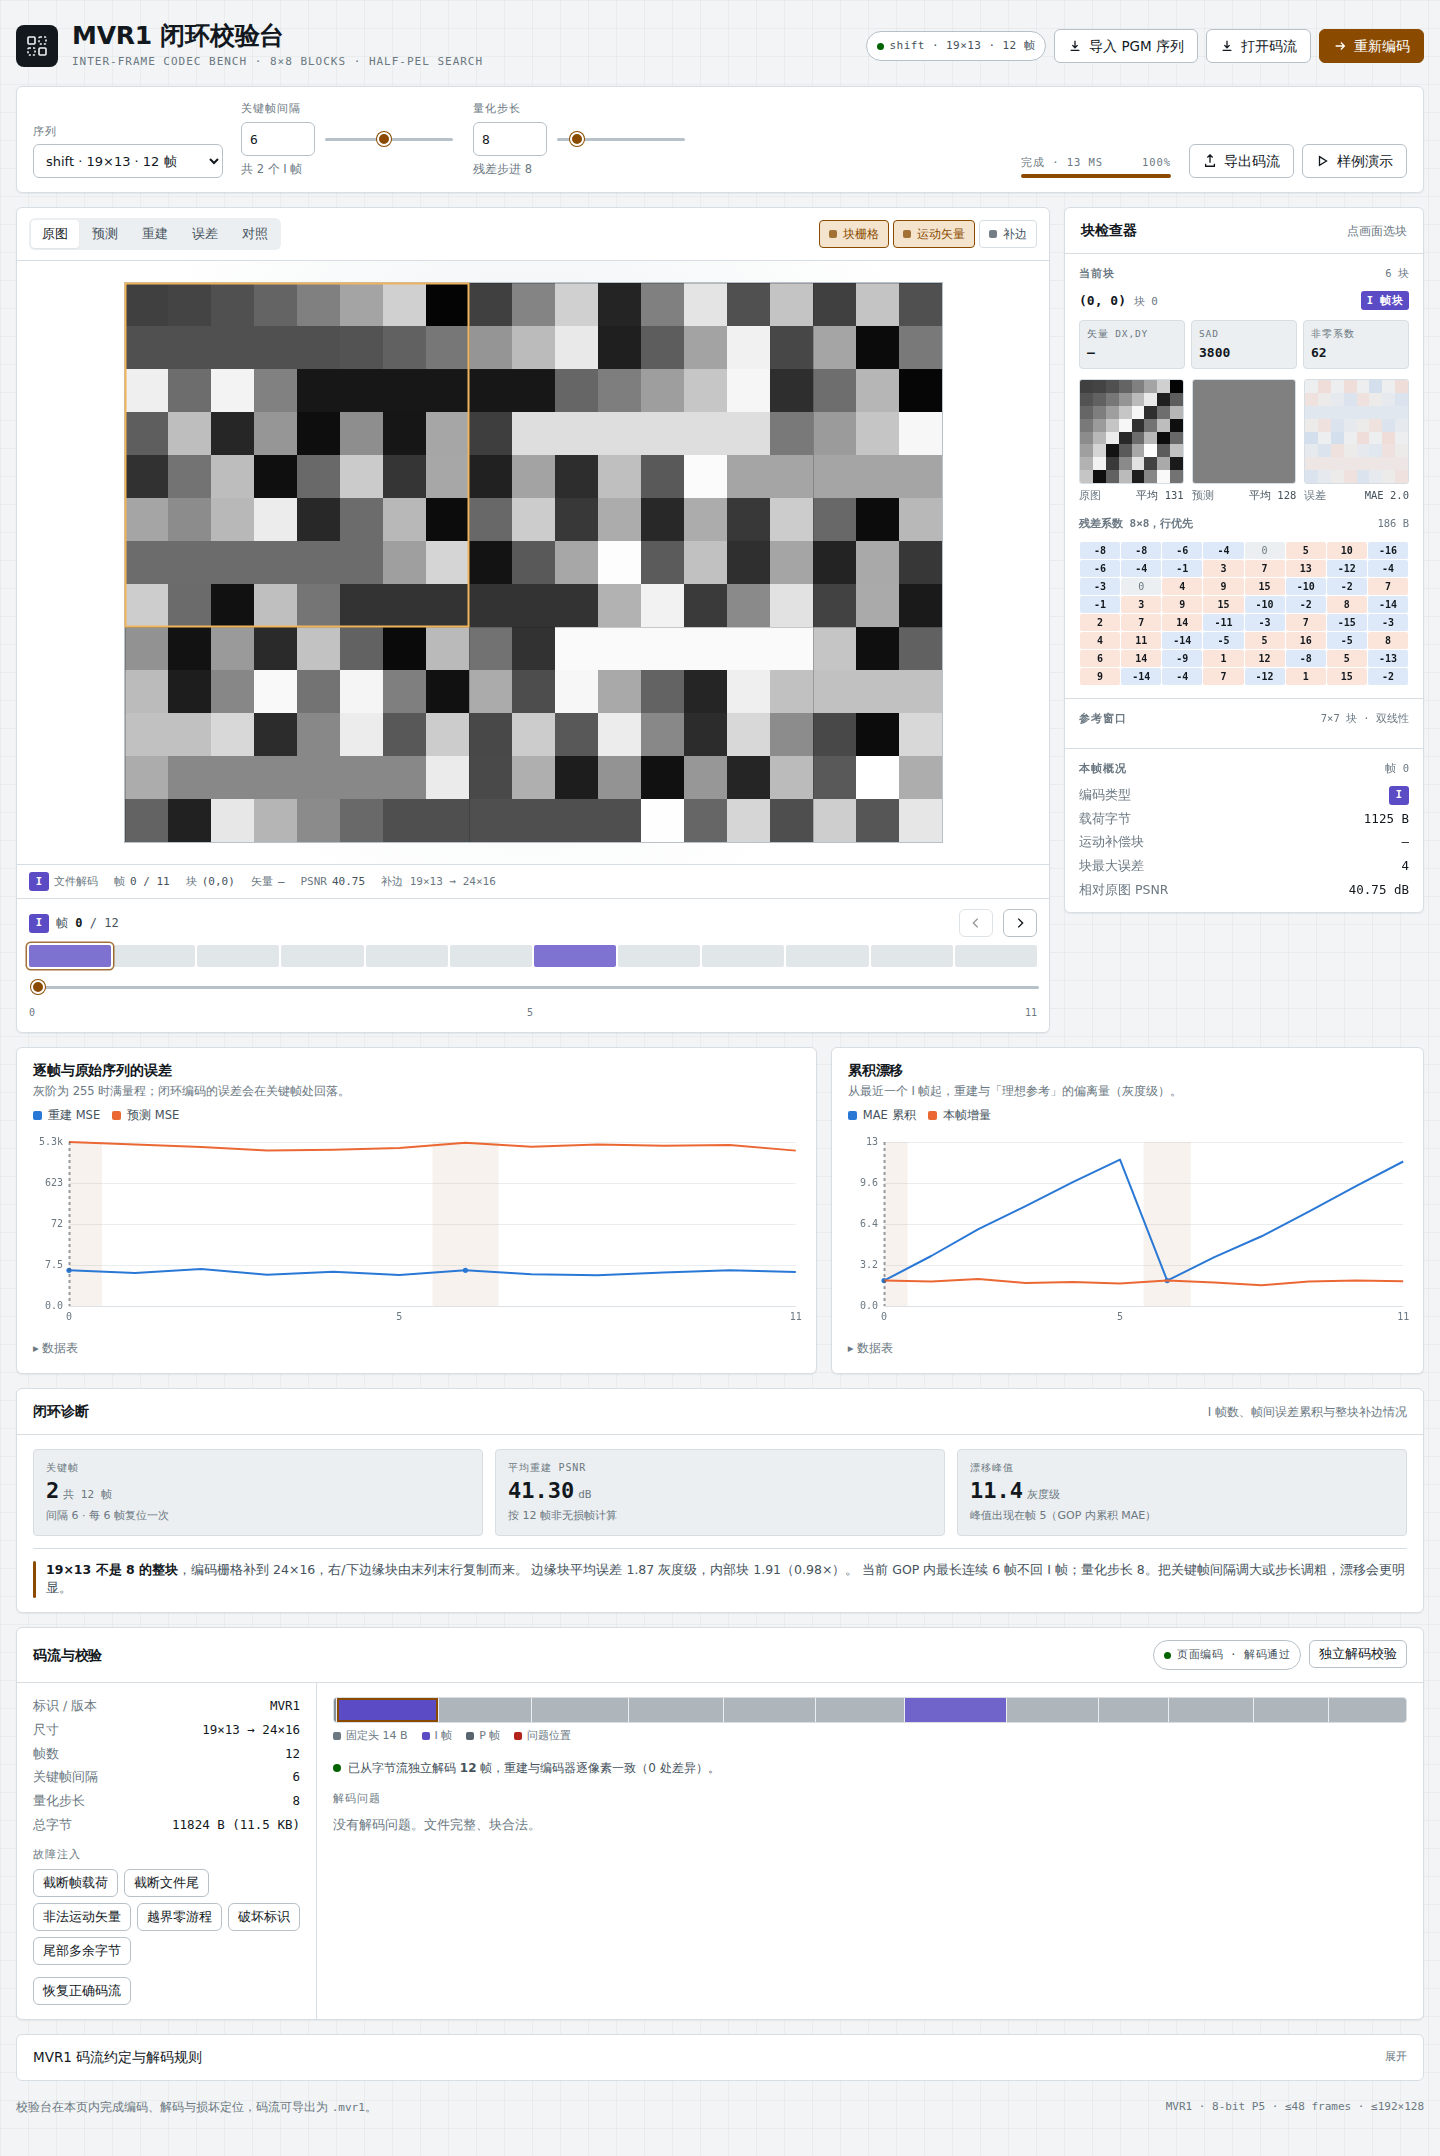 MVR1 闭环校验台
INTER-FRAME CODEC BENCH · 8×8 BLOCKS · HALF-PEL SEARCH
shift · 19×13 · 12 帧
导入 PGM 序列
打开码流
重新编码
序列
shift · 19×13 · 12 帧
关键帧间隔
6
共 2 个 I 帧
量化步长
8
残差步进 8
完成 · 13 MS 100%
导出码流
样例演示
原图 预测 重建 误差 对照
块栅格 运动矢量 补边
I 文件解码 帧 0 / 11 块 (0,0) 矢量 — PSNR 40.75 补边 19×13 → 24×16
I 帧 0 / 12
0 5 11
块检查器 点画面选块
当前块 6 块
(0, 0) 块 0 I 帧块
矢量 DX,DY SAD 非零系数
— 3800 62
原图 平均 131 预测 平均 128 误差 MAE 2.0
残差系数 8×8，行优先 186 B
-8 -8 -6 -4 0 5 10 -16
-6 -4 -1 3 7 13 -12 -4
-3 0 4 9 15 -10 -2 7
-1 3 9 15 -10 -2 8 -14
2 7 14 -11 -3 7 -15 -3
4 11 -14 -5 5 16 -5 8
6 14 -9 1 12 -8 5 -13
9 -14 -4 7 -12 1 15 -2
参考窗口 7×7 块 · 双线性
本帧概况 帧 0
编码类型 I
载荷字节 1125 B
运动补偿块 —
块最大误差 4
相对原图 PSNR 40.75 dB
逐帧与原始序列的误差
灰阶为 255 时满量程；闭环编码的误差会在关键帧处回落。
重建 MSE 预测 MSE
5.3k
623
72
7.5
0.0
0 5 11
▸ 数据表
累积漂移
从最近一个 I 帧起，重建与「理想参考」的偏离量（灰度级）。
MAE 累积 本帧增量
13
9.6
6.4
3.2
0.0
0 5 11
▸ 数据表
闭环诊断 I 帧数、帧间误差累积与整块补边情况
关键帧
2 共 12 帧
间隔 6 · 每 6 帧复位一次
平均重建 PSNR
41.30 dB
按 12 帧非无损帧计算
漂移峰值
11.4 灰度级
峰值出现在帧 5（GOP 内累积 MAE）
19×13 不是 8 的整块，编码栅格补到 24×16，右/下边缘块由末列末行复制而来。 边缘块平均误差 1.87 灰度级，内部块 1.91（0.98×）。 当前 GOP 内最长连续 6 帧不回 I 帧；量化步长 8。把关键帧间隔调大或步长调粗，漂移会更明
显。
码流与校验 页面编码 · 解码通过 独立解码校验
标识 / 版本 MVR1
尺寸 19×13 → 24×16
帧数 12
关键帧间隔 6
量化步长 8
总字节 11824 B (11.5 KB)
故障注入
截断帧载荷 截断文件尾
非法运动矢量 越界零游程 破坏标识
尾部多余字节
恢复正确码流
固定头 14 B I 帧 P 帧 问题位置
已从字节流独立解码 12 帧，重建与编码器逐像素一致（0 处差异）。
解码问题
没有解码问题。文件完整、块合法。
MVR1 码流约定与解码规则 展开
校验台在本页内完成编码、解码与损坏定位，码流可导出为 .mvr1。
MVR1 · 8-bit P5 · ≤48 frames · ≤192×128